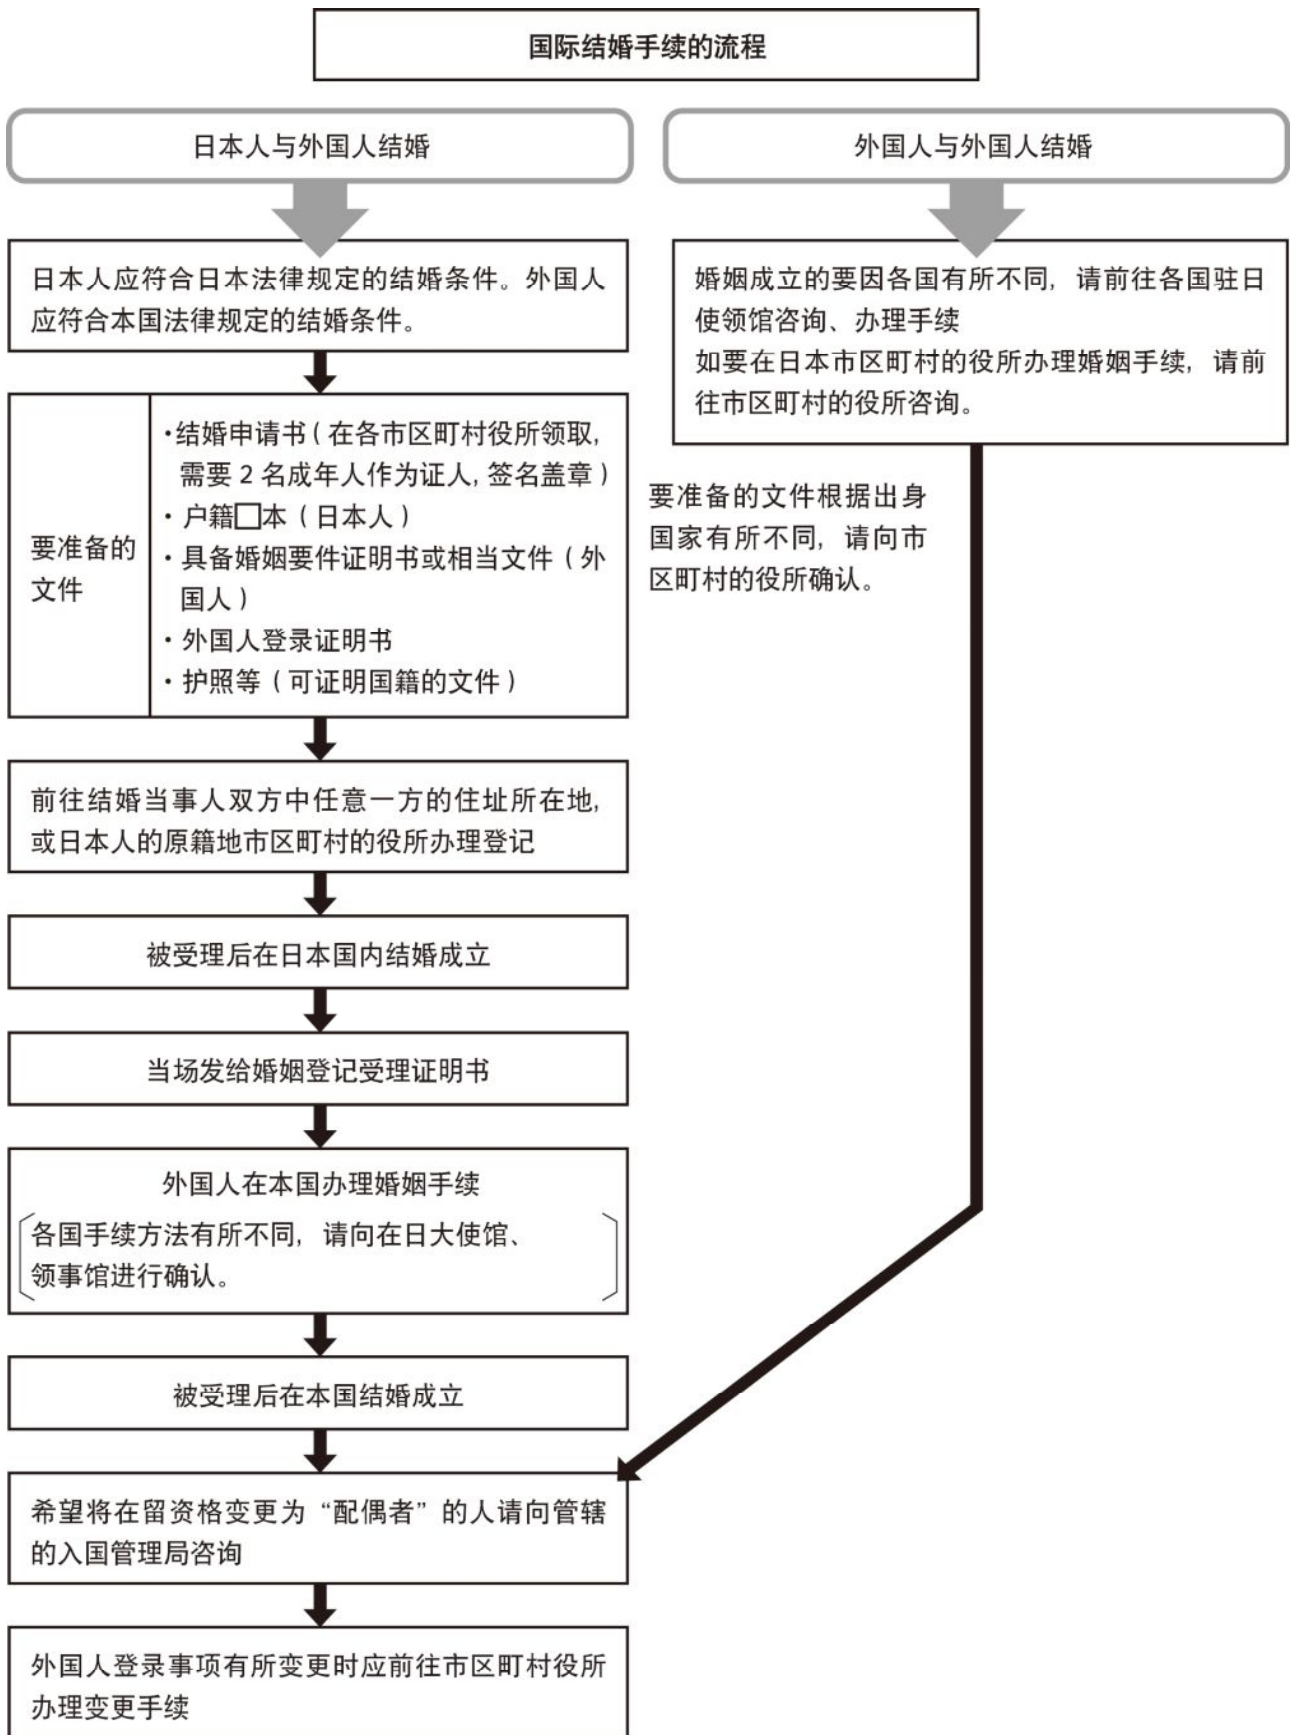 国际结婚手续的流程
日本人与外国人结婚
日本人应符合日本法律规定的结婚条件。外国人
应符合本国法律规定的结婚条件。
要准备的
文件
·结婚申请书（在各市区町村役所领取,
需要 2 名成年人作为证人, 签名盖章）
· 户籍□本（日本人）
· 具备婚姻要件证明书或相当文件（外
国人）
· 外国人登录证明书
· 护照等（可证明国籍的文件）
前往结婚当事人双方中任意一方的住址所在地,
或日本人的原籍地市区町村的役所办理登记
被受理后在日本国内结婚成立
当场发给婚姻登记受理证明书
外国人在本国办理婚姻手续
各国手续方法有所不同, 请向在日大使馆、
领事馆进行确认。
被受理后在本国结婚成立
外国人与外国人结婚
婚姻成立的要因各国有所不同, 请前往各国驻日
使领馆咨询、办理手续
如要在日本市区町村的役所办理婚姻手续, 请前
往市区町村的役所咨询。
要准备的文件根据出身
国家有所不同, 请向市
区町村的役所确认。
希望将在留资格变更为“配偶者”的人请向管辖
的入国管理局咨询
外国人登录事项有所变更时应前往市区町村役所
办理变更手续